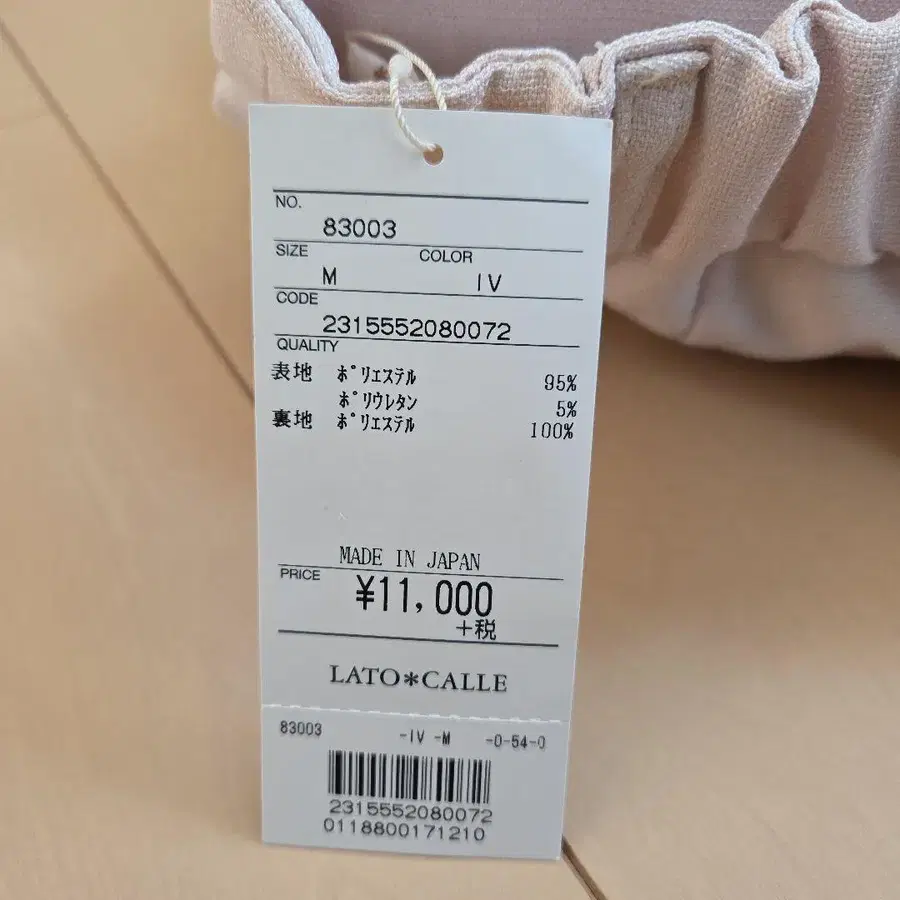 NO.
83003
SIZE COLOR
M IV
CODE
2315552080072
QUALITY
表地 ポリエステル 95%
ポリウレタン 5%
裏地 ポリエステル 100%
MADE IN JAPAN
PRICE
¥11,000
+税
LATO*CALLE
83003 -IV -M -0-54-0
2315552080072
0118800171210